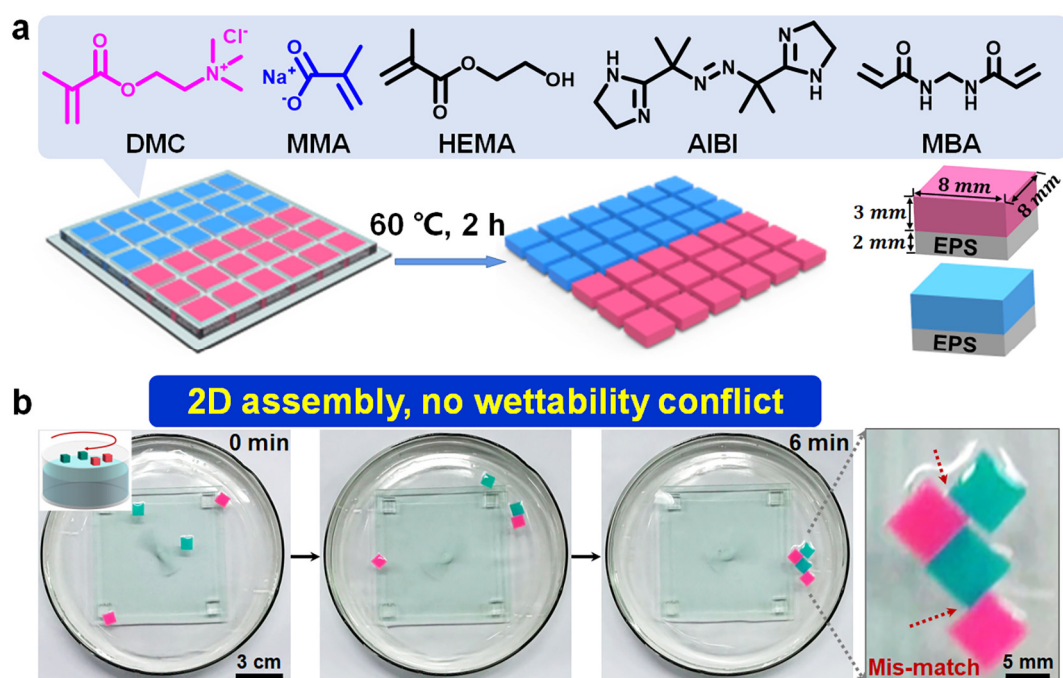 a
Cl⁻
O
O
N⁺
DMC
O
Na⁺
⁻O
MMA
O
O
OH
HEMA
H
N
N
N
N
N
N
H
AIBI
O
N
H
N
H
O
MBA
60 ℃, 2 h
8 mm
8 mm
3 mm
2 mm
EPS
EPS
b
2D assembly, no wettability conflict
0 min
3 cm
6 min
Mis-match
5 mm